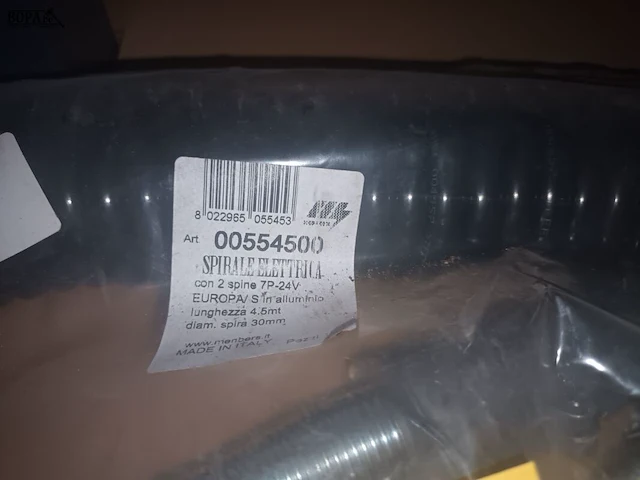 8 022965 055453
Art 00554500
SPIRALE ELETTRICA
con 2 spine 7P-24V
EUROPA/ S in alluminio
lunghezza 4.5mt
diam. spira 30mm
www.menbers.it
MADE IN ITALY